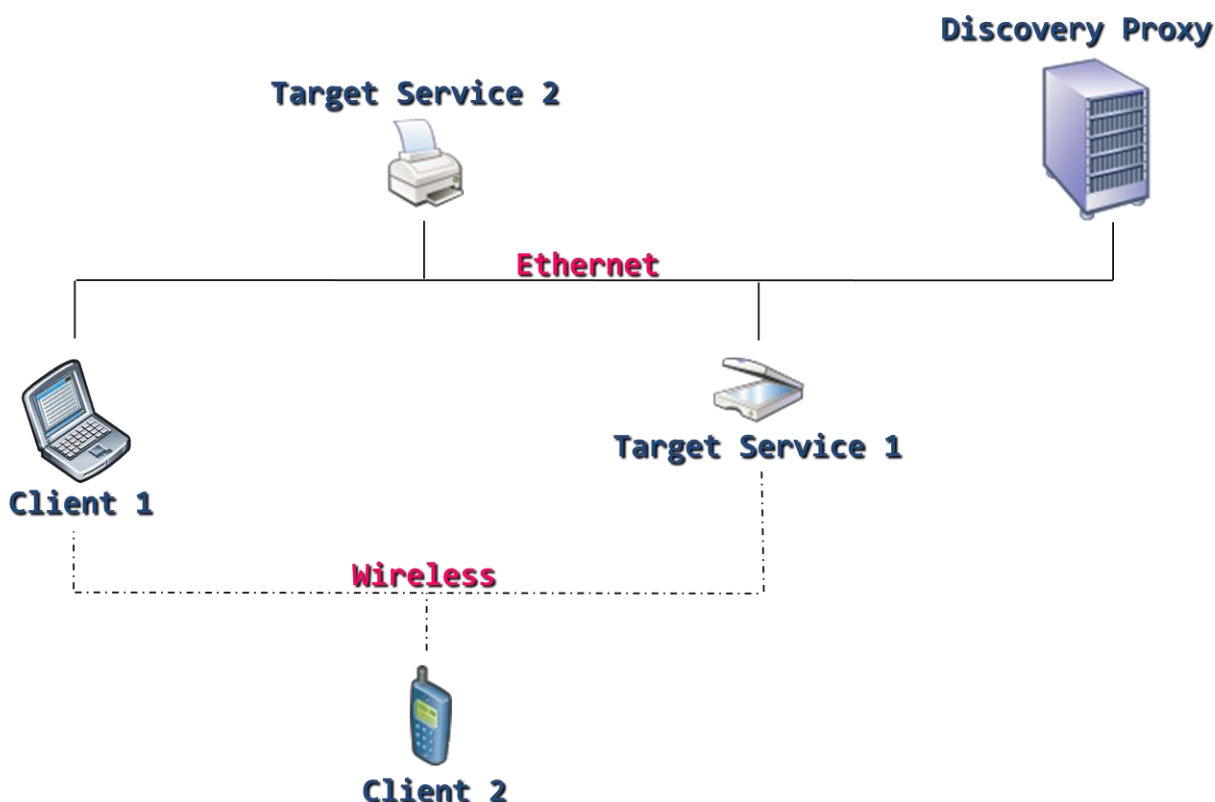 Discovery Proxy
Target Service 2
Ethernet
Target Service 1
Client 1
Wireless
Client 2